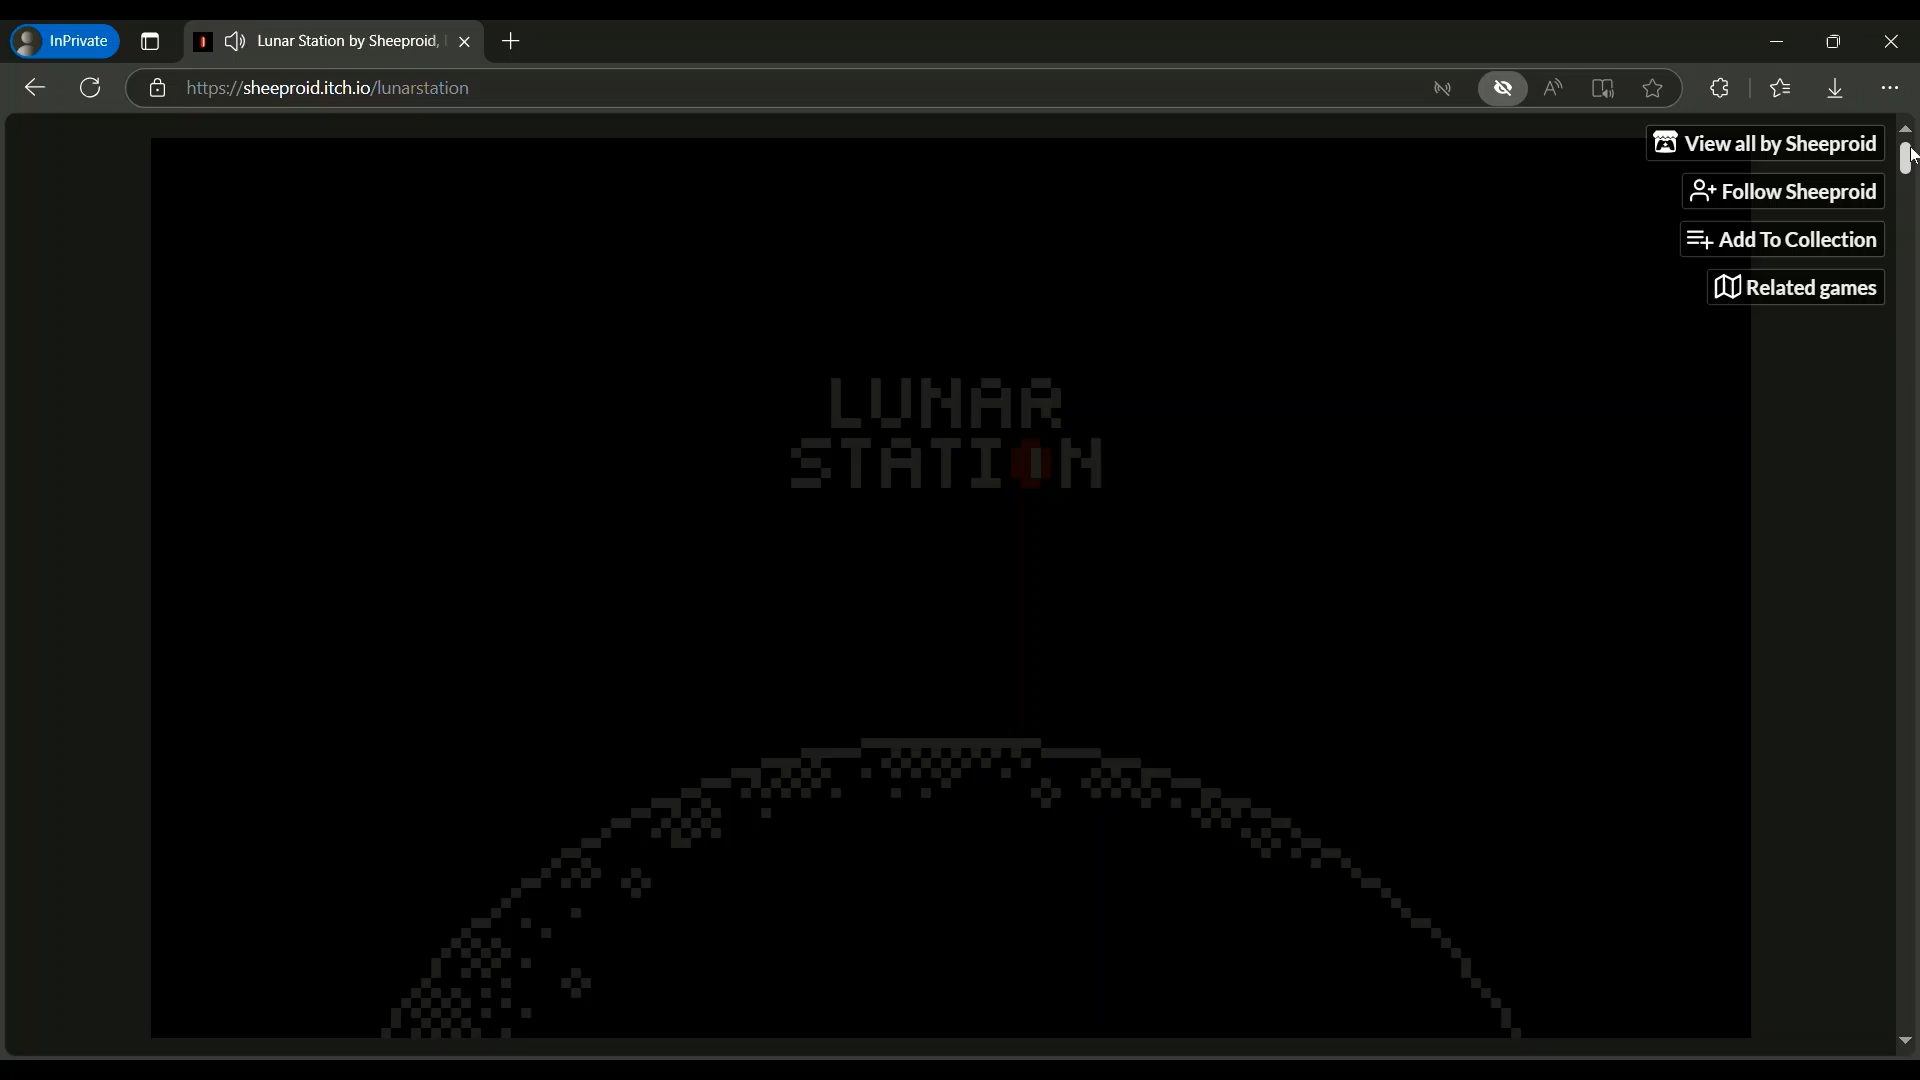 InPrivate
Lunar Station by Sheeproid,
https://sheeproid.itch.io/lunarstation
View all by Sheeproid
Follow Sheeproid
Add To Collection
Related games
LUNAR
STATION